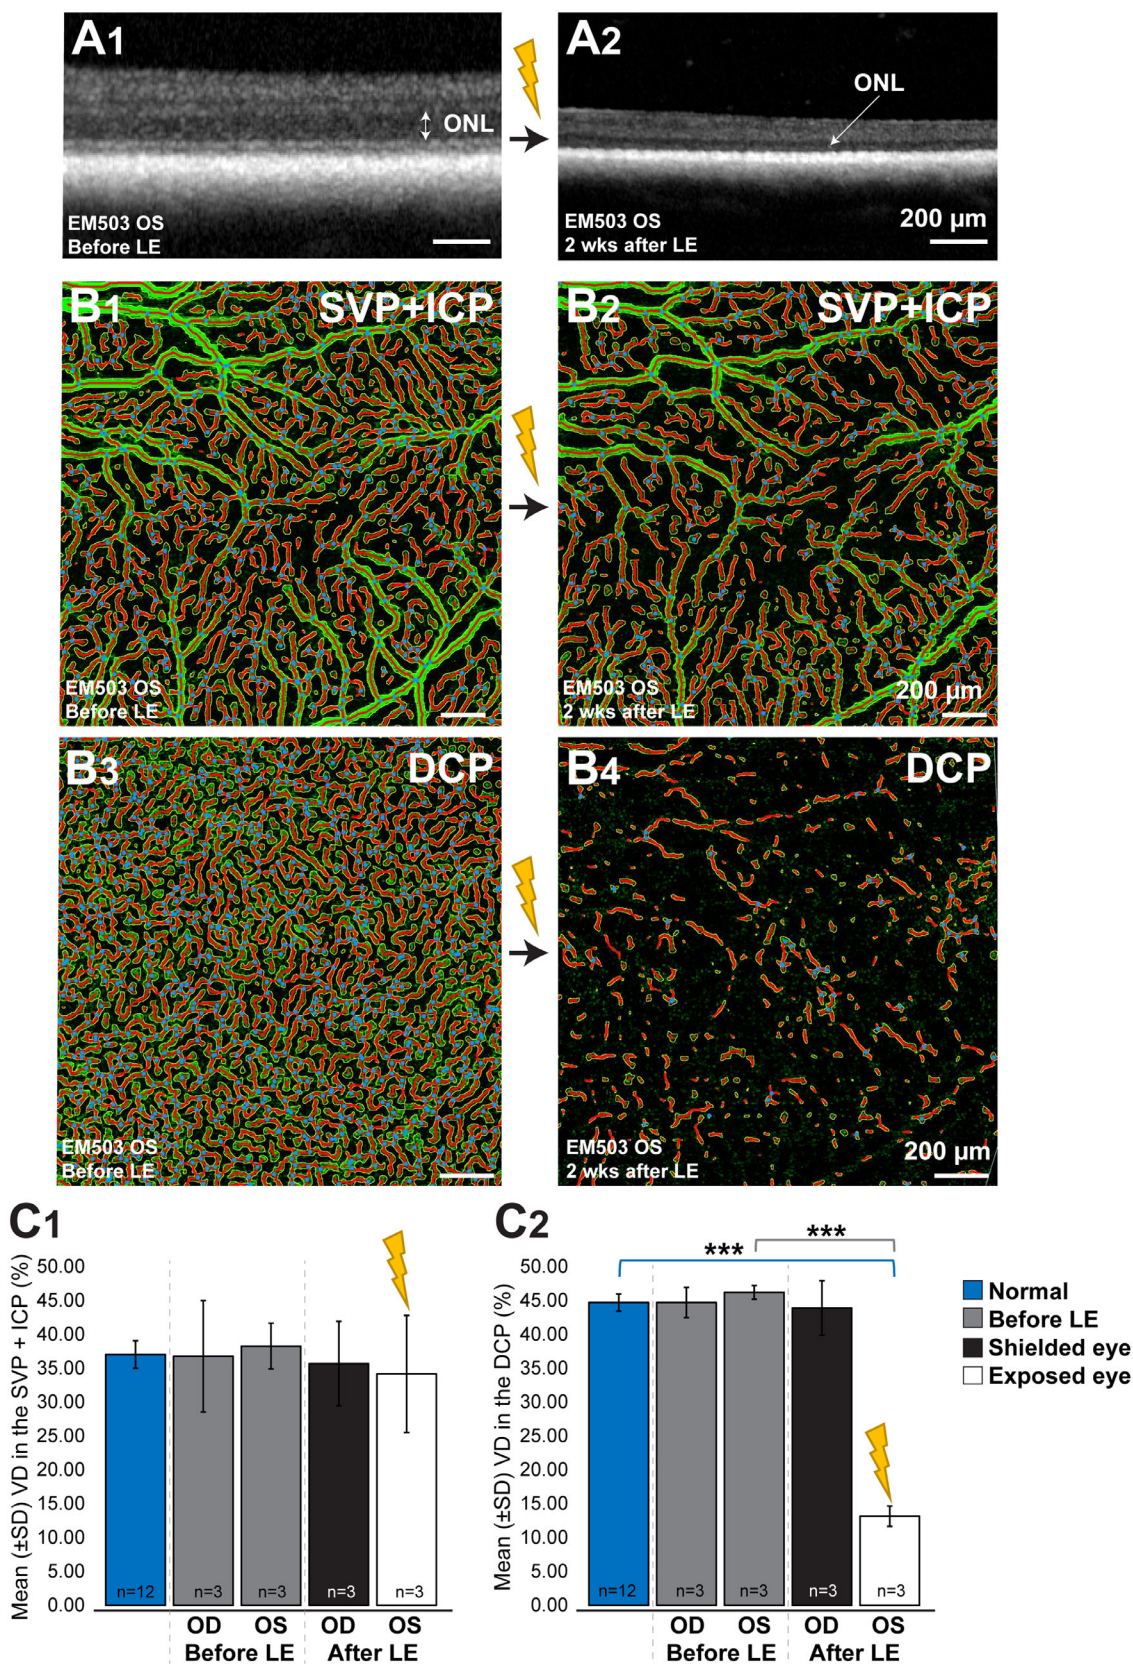 A1
ONL
EM503 OS
Before LE
A2
ONL
EM503 OS
2 wks after LE
200 µm
B1
SVP+ICP
EM503 OS
Before LE
B2
SVP+ICP
EM503 OS
2 wks after LE
200 µm
B3
DCP
EM503 OS
Before LE
B4
DCP
EM503 OS
2 wks after LE
200 µm
C1
Mean (±SD) VD in the SVP + ICP (%)
50.00
45.00
40.00
35.00
30.00
25.00
20.00
15.00
10.00
5.00
0.00
n=12
n=3
n=3
n=3
n=3
OD OS OD OS
Before LE After LE
C2
*** ***
Mean (±SD) VD in the DCP (%)
50.00
45.00
40.00
35.00
30.00
25.00
20.00
15.00
10.00
5.00
0.00
n=12
n=3
n=3
n=3
n=3
OD OS OD OS
Before LE After LE
Normal
Before LE
Shielded eye
Exposed eye